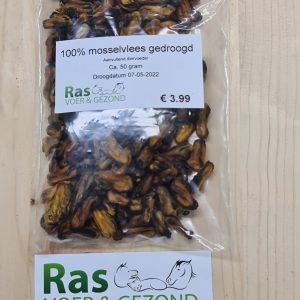 100% mosselvlees gedroogd
Aanvullend diervoeder
Ca. 50 gram
Droogdatum 07-05-2022
Ras
VOER & GEZOND
€ 3.99
Ras
VOER & GEZOND